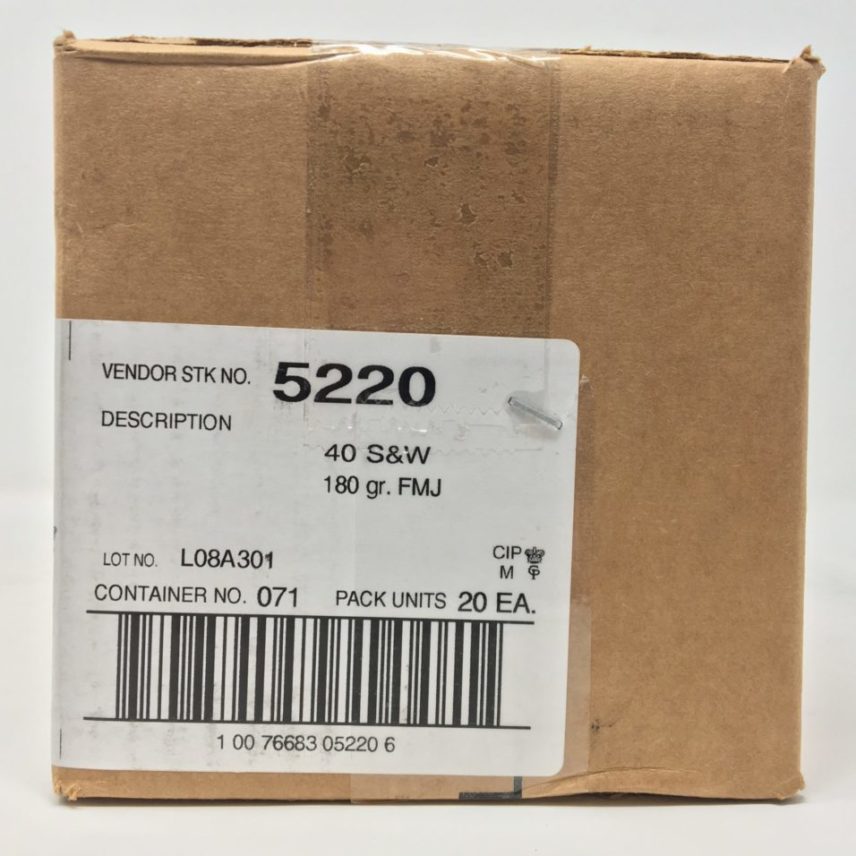 VENDOR STK NO. 5220
DESCRIPTION
40 S&W
180 gr. FMJ
LOT NO. L08A301
CIP
M
CONTAINER NO. 071 PACK UNITS 20 EA.
1 00 76683 05220 6